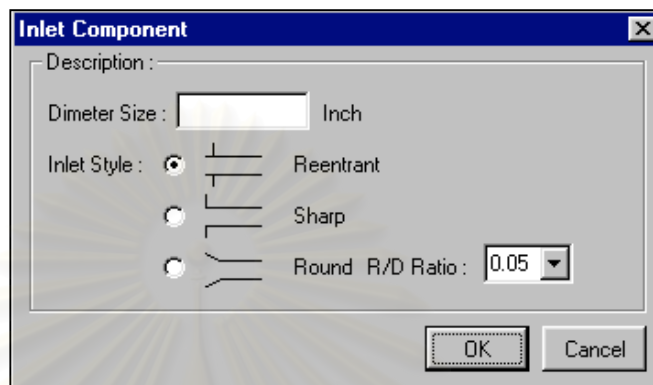 Inlet Component
Description :
Dimeter Size : Inch
Inlet Style : Reentrant
Sharp
Round R/D Ratio : 0.05
OK Cancel